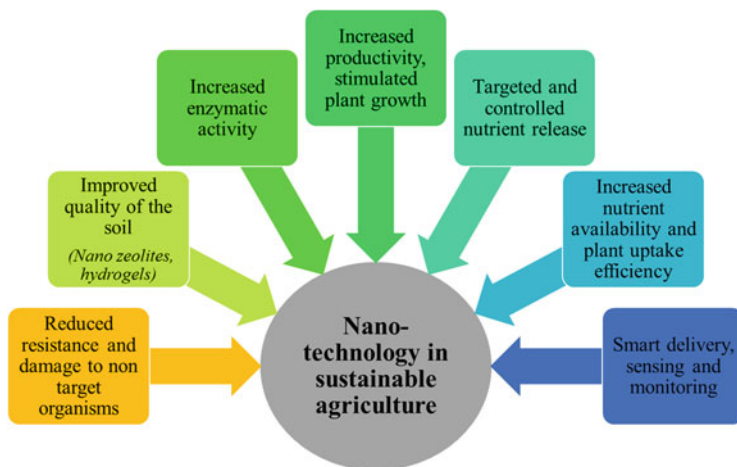 Increased
productivity,
stimulated
plant growth
Increased
enzymatic
activity
Targeted and
controlled
nutrient release
Improved
quality of the
soil
(Nano zeolites,
hydrogels)
Increased
nutrient
availability and
plant uptake
efficiency
Reduced
resistance and
damage to non
target
organisms
Nano-
technology in
sustainable
agriculture
Smart delivery,
sensing and
monitoring